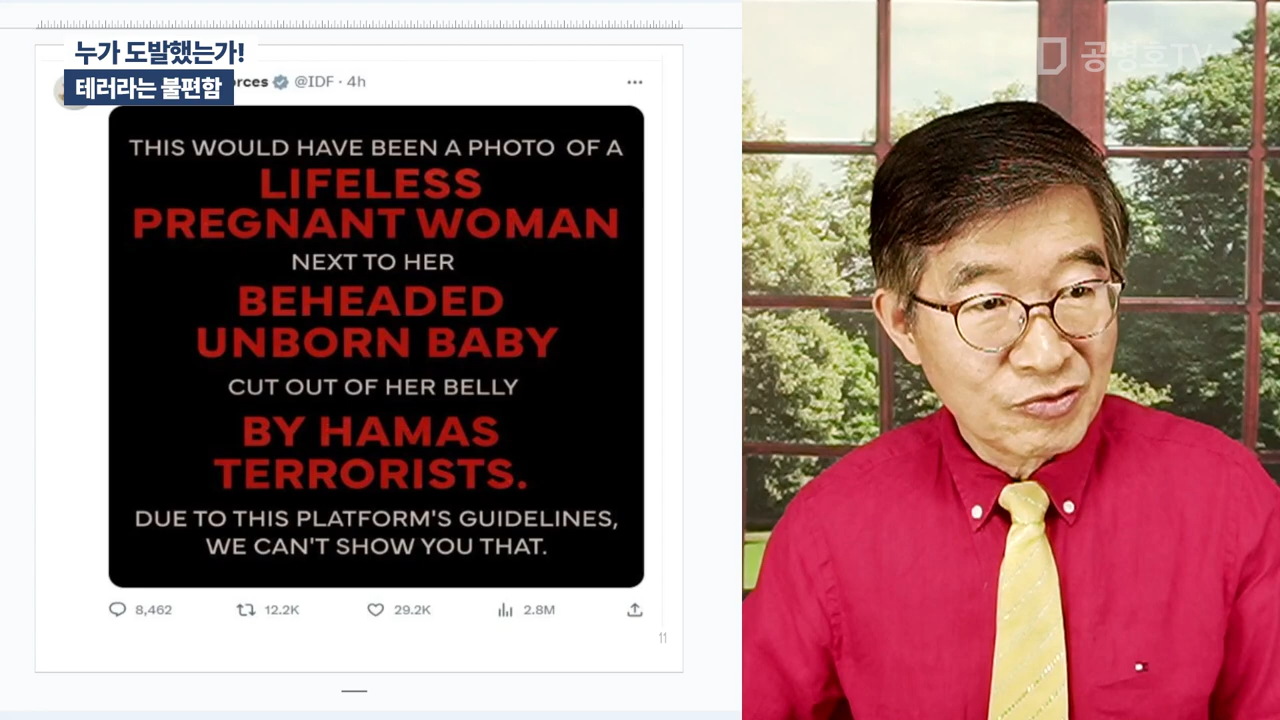 누가 도발했는가!
테러라는 불편함
공병호TV
rces @IDF · 4h
THIS WOULD HAVE BEEN A PHOTO OF A
LIFELESS
PREGNANT WOMAN
NEXT TO HER
BEHEADED
UNBORN BABY
CUT OUT OF HER BELLY
BY HAMAS
TERRORISTS.
DUE TO THIS PLATFORM'S GUIDELINES,
WE CAN'T SHOW YOU THAT.
8,462 12.2K 29.2K 2.8M
11